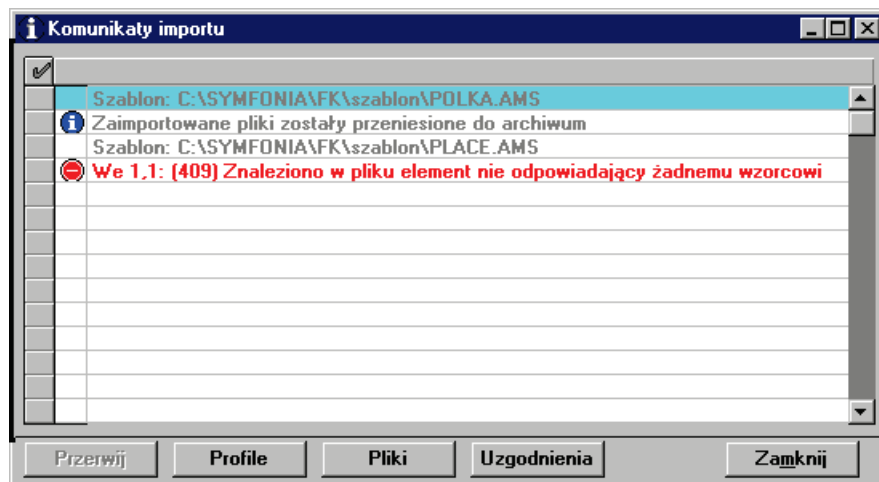 Komunikaty importu
Szablon: C:\SYMFONIA\FK\szablon\POLKA.AMS
Zaimportowane pliki zostały przeniesione do archiwum
Szablon: C:\SYMFONIA\FK\szablon\PLACE.AMS
We 1,1: (409) Znaleziono w pliku element nie odpowiadający żadnemu wzorcowi
Przerwij Profile Pliki Uzgodnienia Zamknij